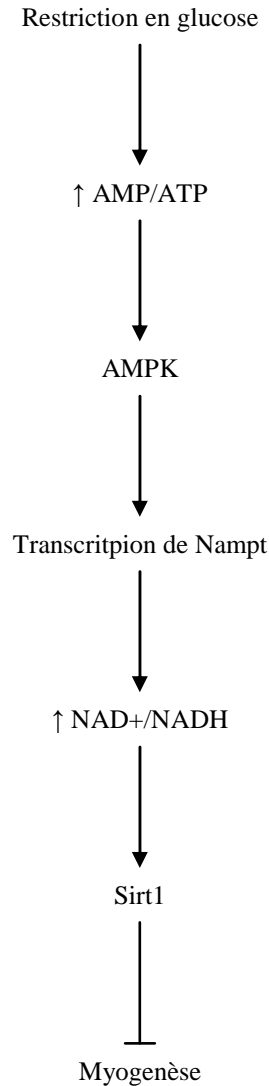 Restriction en glucose
↑ AMP/ATP
AMPK
Transcritpion de Nampt
↑ NAD+/NADH
Sirt1
Myogenèse